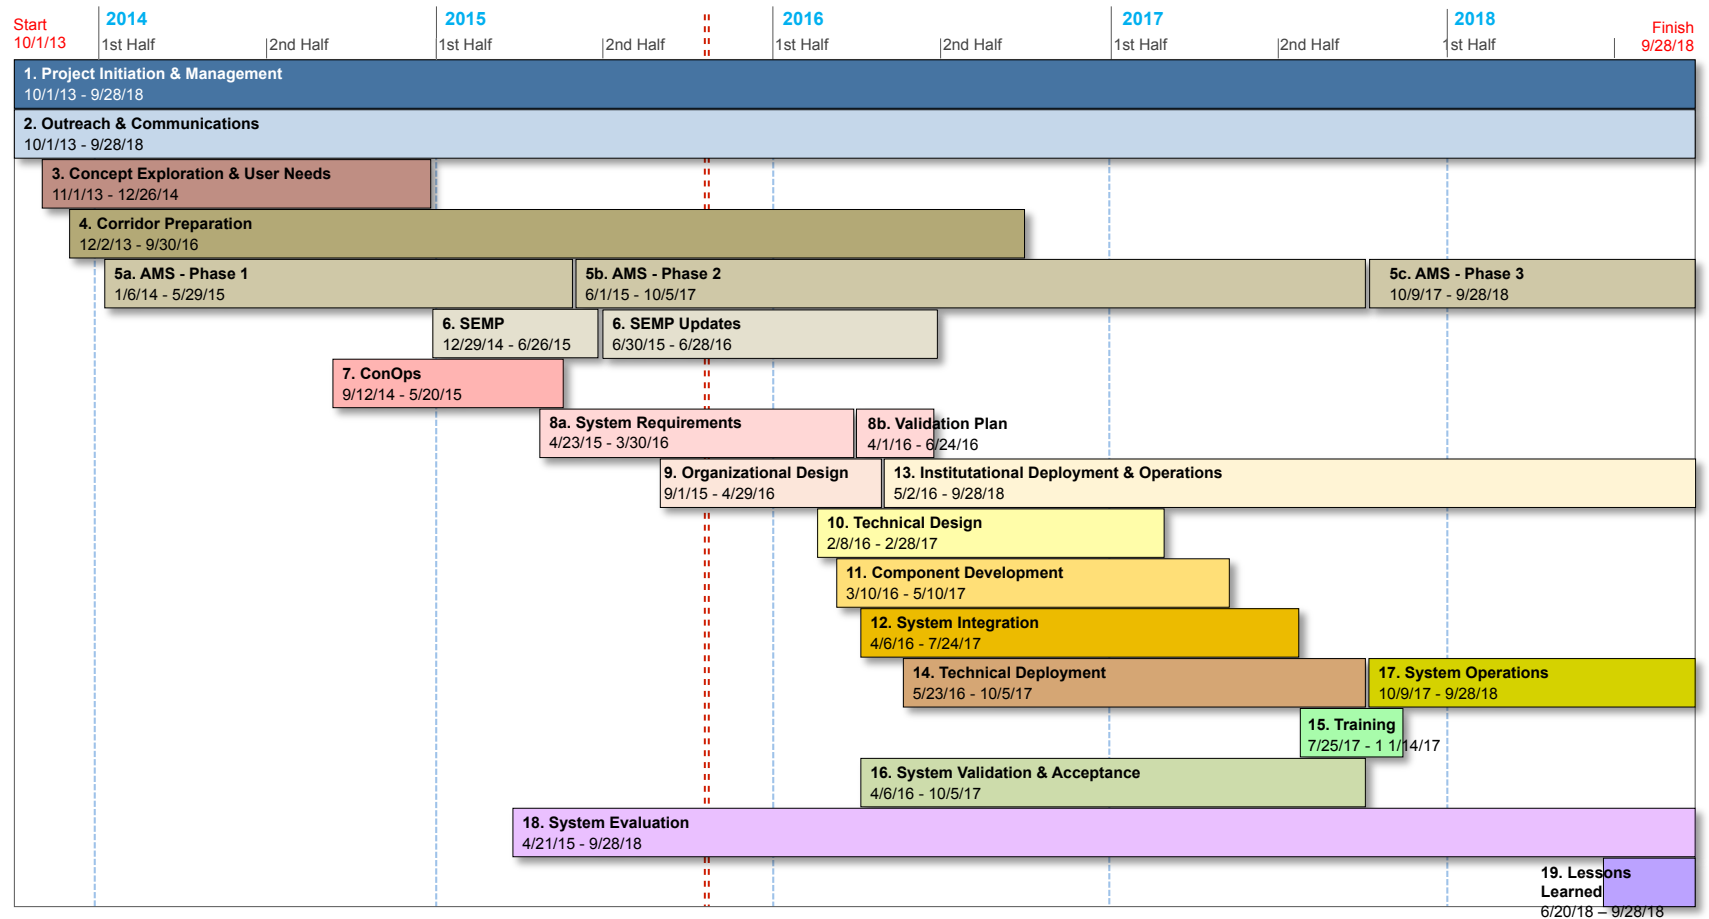 Start
10/1/13
2014
2015
2016
2017
2018
1st Half
2nd Half
1st Half
2nd Half
1st Half
2nd Half
1st Half
2nd Half
1st Half
Finish
9/28/18
1. Project Initiation & Management
10/1/13 - 9/28/18
2. Outreach & Communications
10/1/13 - 9/28/18
3. Concept Exploration & User Needs
11/1/13 - 12/26/14
4. Corridor Preparation
12/2/13 - 9/30/16
5a. AMS - Phase 1
1/6/14 - 5/29/15
5b. AMS - Phase 2
6/1/15 - 10/5/17
5c. AMS - Phase 3
10/9/17 - 9/28/18
6. SEMP
12/29/14 - 6/26/15
6. SEMP Updates
6/30/15 - 6/28/16
7. ConOps
9/12/14 - 5/20/15
8a. System Requirements
4/23/15 - 3/30/16
8b. Validation Plan
4/1/16 - 6/24/16
9. Organizational Design
9/1/15 - 4/29/16
13. Institutional Deployment & Operations
5/2/16 - 9/28/18
10. Technical Design
2/8/16 - 2/28/17
11. Component Development
3/10/16 - 5/10/17
12. System Integration
4/6/16 - 7/24/17
14. Technical Deployment
5/23/16 - 10/5/17
17. System Operations
10/9/17 - 9/28/18
15. Training
7/25/17 - 1 1/14/17
16. System Validation & Acceptance
4/6/16 - 10/5/17
18. System Evaluation
4/21/15 - 9/28/18
19. Lessons
Learned
6/20/18 – 9/28/18